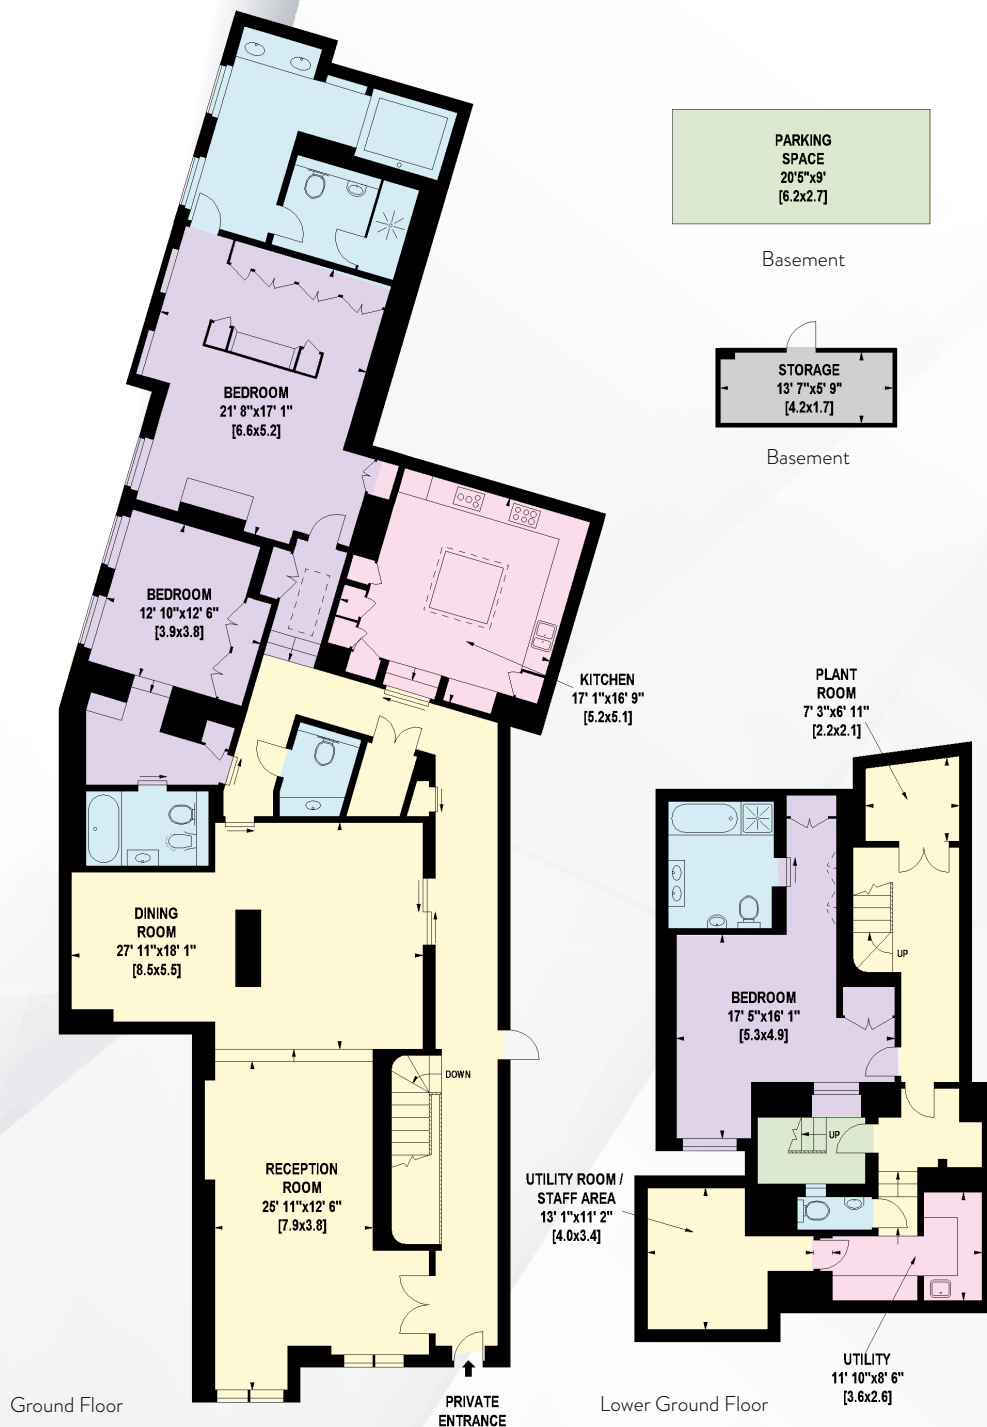 PARKING
SPACE
20'5"x9'
[6.2x2.7]
Basement
STORAGE
13' 7"x5' 9"
[4.2x1.7]
Basement
BEDROOM
21' 8"x17' 1"
[6.6x5.2]
BEDROOM
12' 10"x12' 6"
[3.9x3.8]
KITCHEN
17' 1"x16' 9"
[5.2x5.1]
PLANT
ROOM
7' 3"x6' 11"
[2.2x2.1]
DINING
ROOM
27' 11"x18' 1"
[8.5x5.5]
UP
BEDROOM
17' 5"x16' 1"
[5.3x4.9]
DOWN
UP
RECEPTION
ROOM
25' 11"x12' 6"
[7.9x3.8]
UTILITY ROOM /
STAFF AREA
13' 1"x11' 2"
[4.0x3.4]
UTILITY
11' 10"x8' 6"
[3.6x2.6]
Ground Floor
PRIVATE
ENTRANCE
Lower Ground Floor